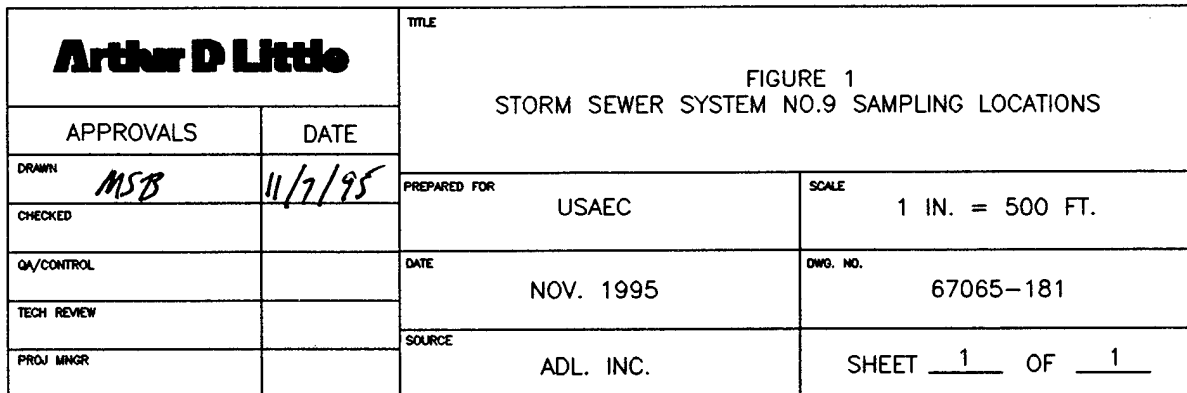 Arthur D Little
APPROVALS DATE
DRAWN MSB 11/7/95
CHECKED
QA/CONTROL
TECH REVIEW
PROJ MNGR
TITLE
FIGURE 1
STORM SEWER SYSTEM NO.9 SAMPLING LOCATIONS
PREPARED FOR
USAEC
SCALE
1 IN. = 500 FT.
DATE
NOV. 1995
DWG. NO.
67065-181
SOURCE
ADL. INC.
SHEET 1 OF 1